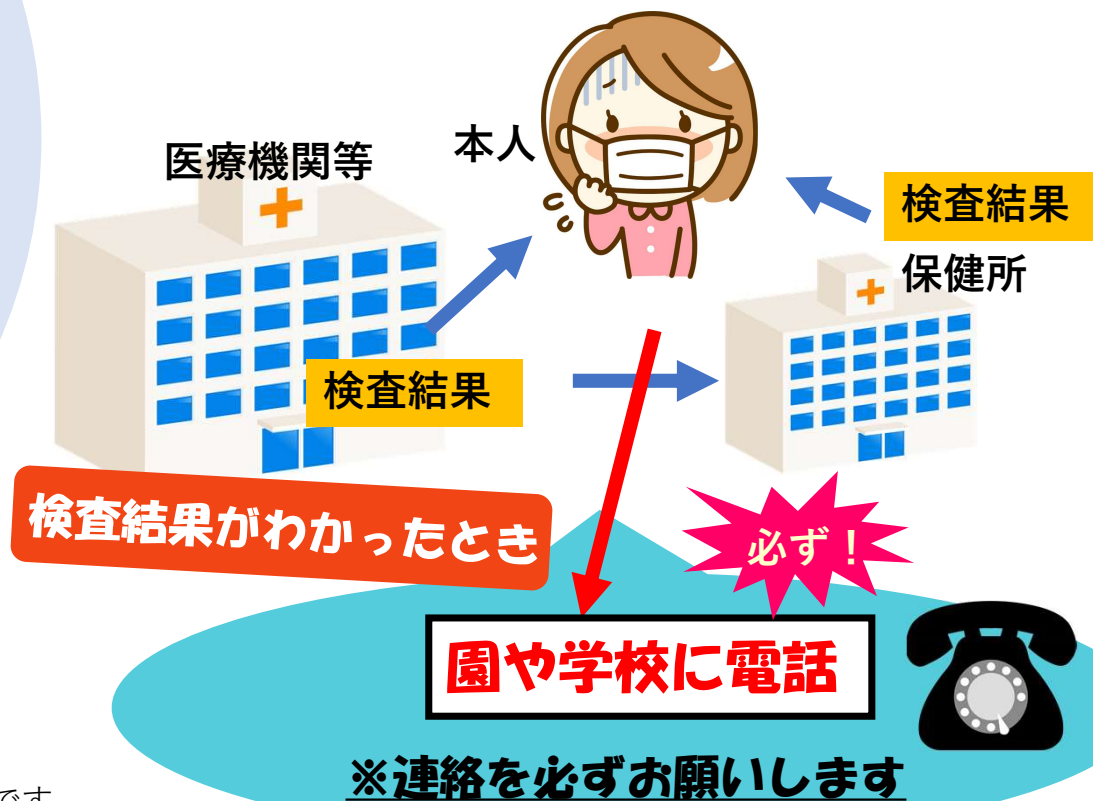 本人
医療機関等
検査結果
保健所
検査結果
検査結果がわかったとき
必ず！
園や学校に電話
※連絡を必ずお願いします
です